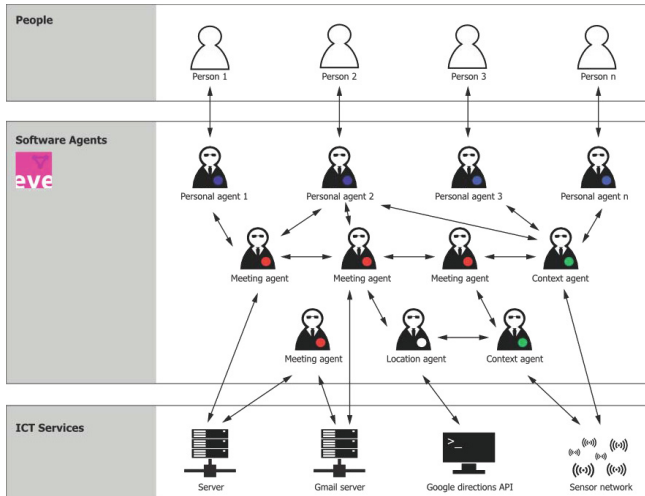 People
Person 1
Person 2
Person 3
Person n
Software Agents
eve
Personal agent 1
Personal agent 2
Personal agent 3
Personal agent n
Meeting agent
Meeting agent
Meeting agent
Context agent
Meeting agent
Location agent
Context agent
ICT Services
>_
Server
Gmail server
Google directions API
Sensor network